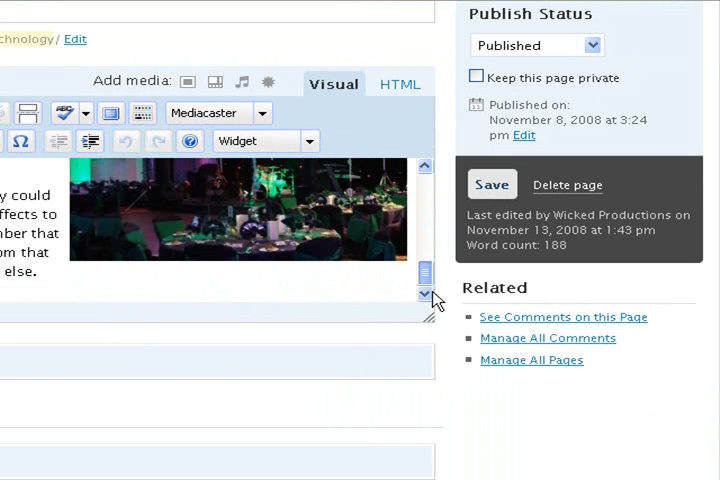 Publish Status
chnology/ Edit
Published
Add media:
Visual
HTML
Keep this page private
ABC
Mediacaster
Published on:
November 8, 2008 at 3:24
pm Edit
Ω
Widget
y could
ffects to
nber that
om that
else.
Save
Delete page
Last edited by Wicked Productions on
November 13, 2008 at 1:43 pm
Word count: 188
Related
See Comments on this Page
Manage All Comments
Manage All Pages